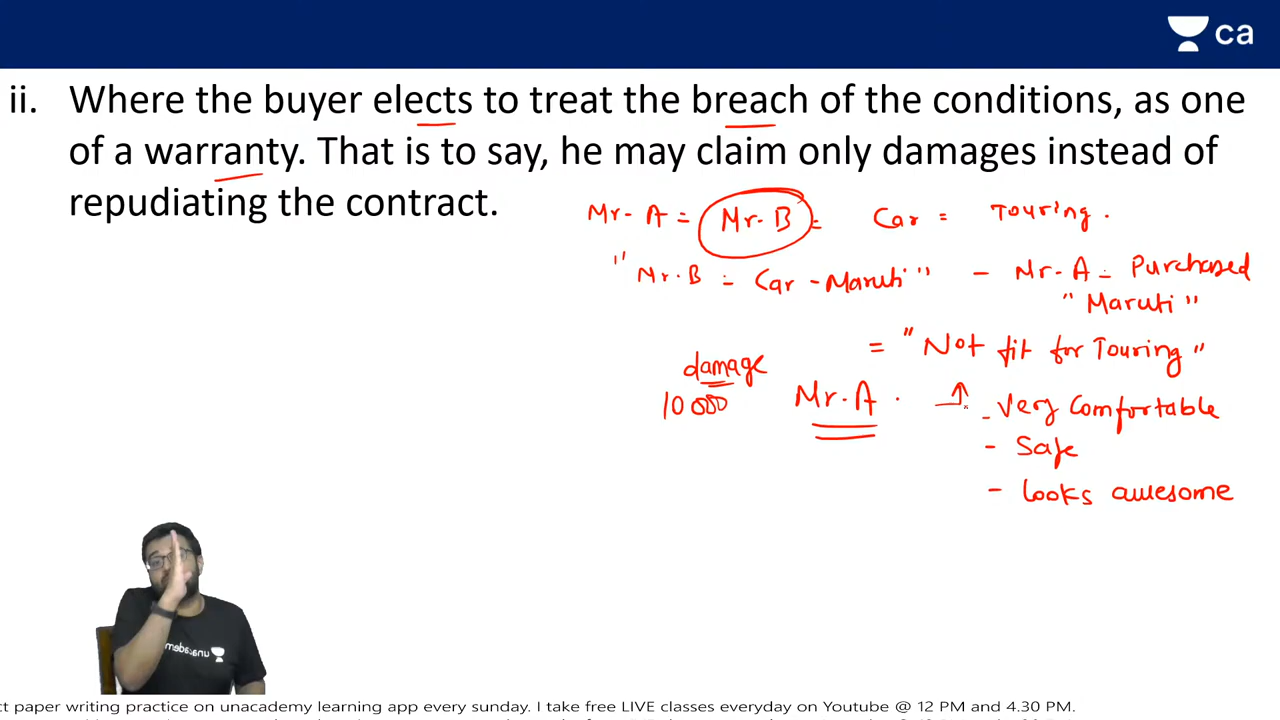 ca
ii. Where the buyer elects to treat the breach of the conditions, as one
of a warranty. That is to say, he may claim only damages instead of
repudiating the contract.
Mr. A = Mr. B = Car = Touring.
"Mr. B = Car - Maruti" - Mr. A = Purchased
"Maruti"
= "Not fit for Touring"
damage
10000
Mr. A.
- Very Comfortable
- Safe
- looks awesome
unacademy
ct paper writing practice on unacademy learning app every sunday. I take free LIVE classes everyday on Youtube @ 12 PM and 4.30 PM.